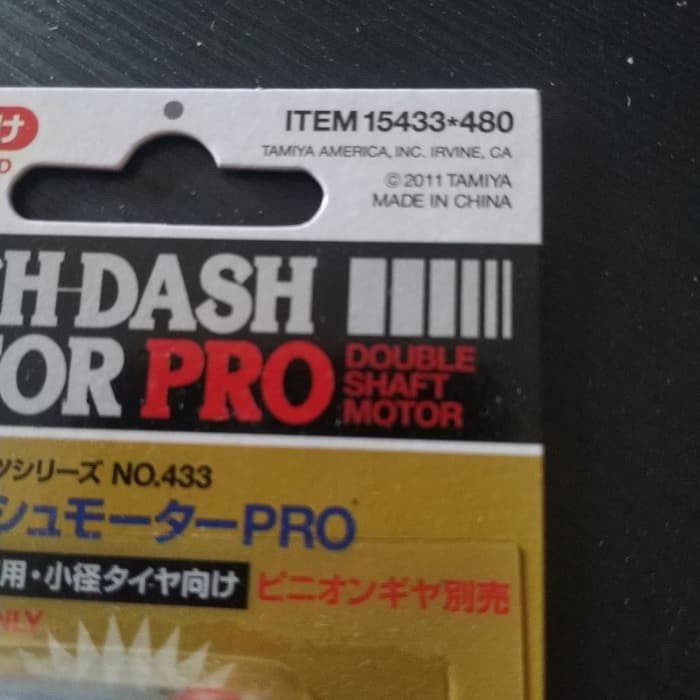 け
ITEM 15433*480
TAMIYA AMERICA, INC. IRVINE, CA
©2011 TAMIYA
MADE IN CHINA
H-DASH
OR PRO
DOUBLE
SHAFT
MOTOR
シリーズ NO.433
シュモーターPRO
用・小径タイヤ向け
ピニオンギヤ別売
NLY